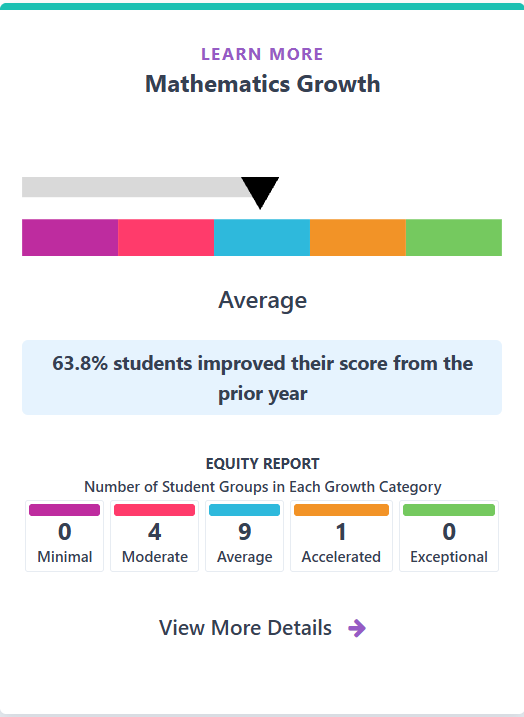 LEARN MORE
Mathematics Growth
Average
63.8% students improved their score from the
prior year
EQUITY REPORT
Number of Student Groups in Each Growth Category
0 4 9 1 0
Minimal Moderate Average Accelerated Exceptional
View More Details